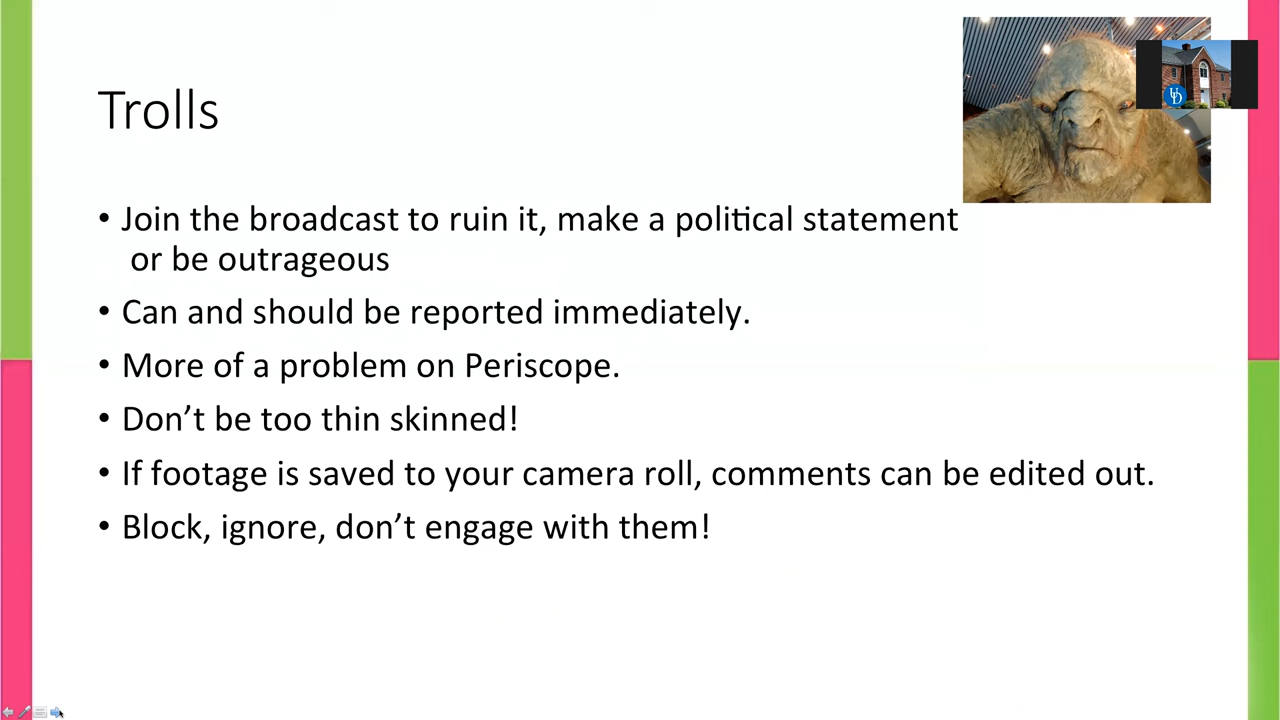 Trolls
• Join the broadcast to ruin it, make a political statement
or be outrageous
• Can and should be reported immediately.
• More of a problem on Periscope.
• Don’t be too thin skinned!
• If footage is saved to your camera roll, comments can be edited out.
• Block, ignore, don’t engage with them!
UD